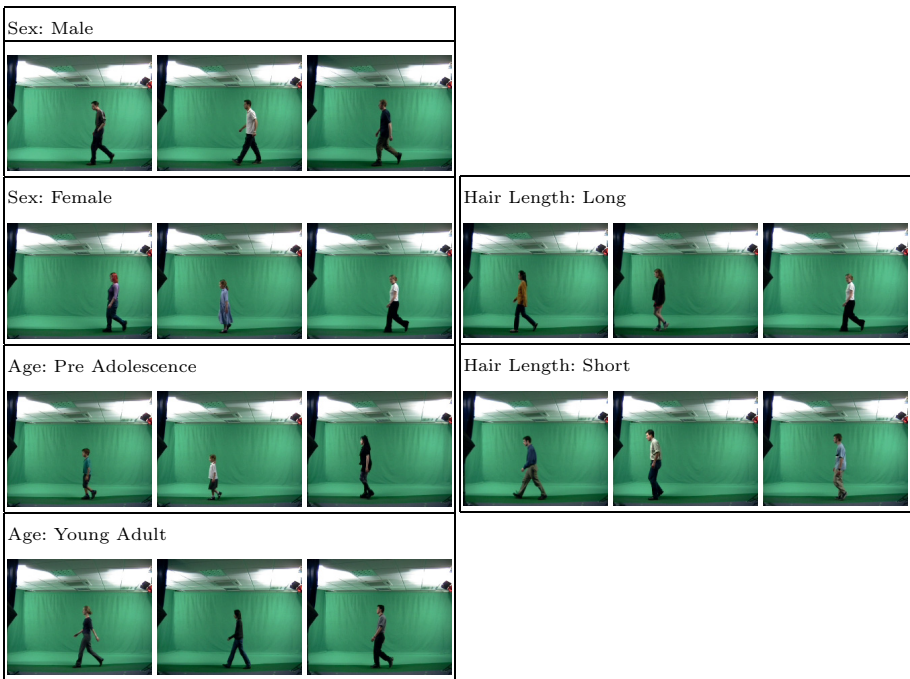 Sex: Male
Sex: Female
Age: Pre Adolescence
Age: Young Adult
Hair Length: Long
Hair Length: Short